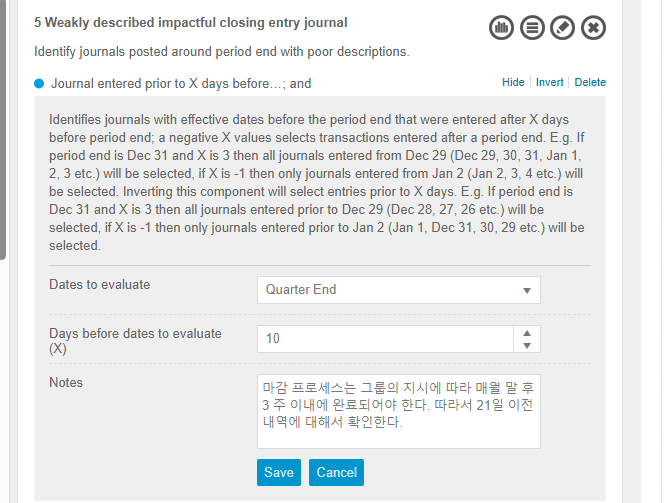 5 Weakly described impactful closing entry journal
Identify journals posted around period end with poor descriptions.
Journal entered prior to X days before...; and
Hide Invert Delete
Identifies journals with effective dates before the period end that were entered after X days
before period end; a negative X values selects transactions entered after a period end. E.g. If
period end is Dec 31 and X is 3 then all journals entered from Dec 29 (Dec 29, 30, 31, Jan 1,
2, 3 etc.) will be selected, if X is -1 then only journals entered from Jan 2 (Jan 2, 3, 4 etc.) will
be selected. Inverting this component will select entries prior to X days. E.g. If period end is
Dec 31 and X is 3 then all journals entered prior to Dec 29 (Dec 28, 27, 26 etc.) will be
selected, if X is -1 then only journals entered prior to Jan 2 (Jan 1, Dec 31, 30, 29 etc.) will be
selected.
Dates to evaluate
Quarter End
Days before dates to evaluate
(X)
10
Notes
마감 프로세스는 그룹의 지시에 따라 매월 말 후
3 주 이내에 완료되어야 한다. 따라서 21일 이전
내역에 대해서 확인한다.
Save Cancel